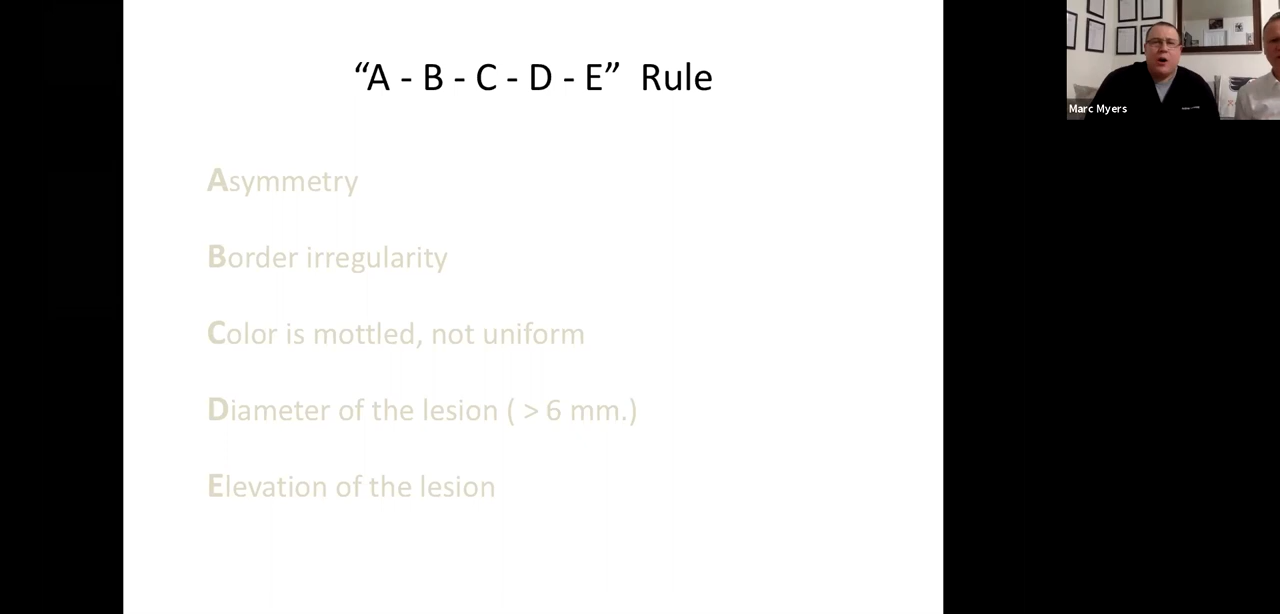 “A - B - C - D - E” Rule
Asymmetry
Border irregularity
Color is mottled, not uniform
Diameter of the lesion ( > 6 mm.)
Elevation of the lesion
Marc Myers